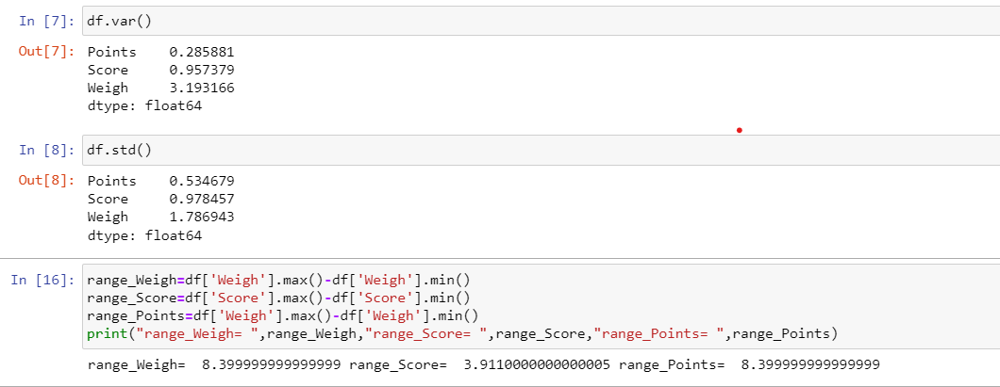 In [7]: df.var()
Out[7]: Points    0.285881
Score     0.957379
Weigh     3.193166
dtype: float64
In [8]: df.std()
Out[8]: Points    0.534679
Score     0.978457
Weigh     1.786943
dtype: float64
In [16]: range_Weigh=df['Weigh'].max()-df['Weigh'].min()
range_Score=df['Score'].max()-df['Score'].min()
range_Points=df['Weigh'].max()-df['Weigh'].min()
print("range_Weigh= ",range_Weigh,"range_Score= ",range_Score,"range_Points= ",range_Points)
range_Weigh=  8.399999999999999 range_Score=  3.9110000000000005 range_Points=  8.399999999999999